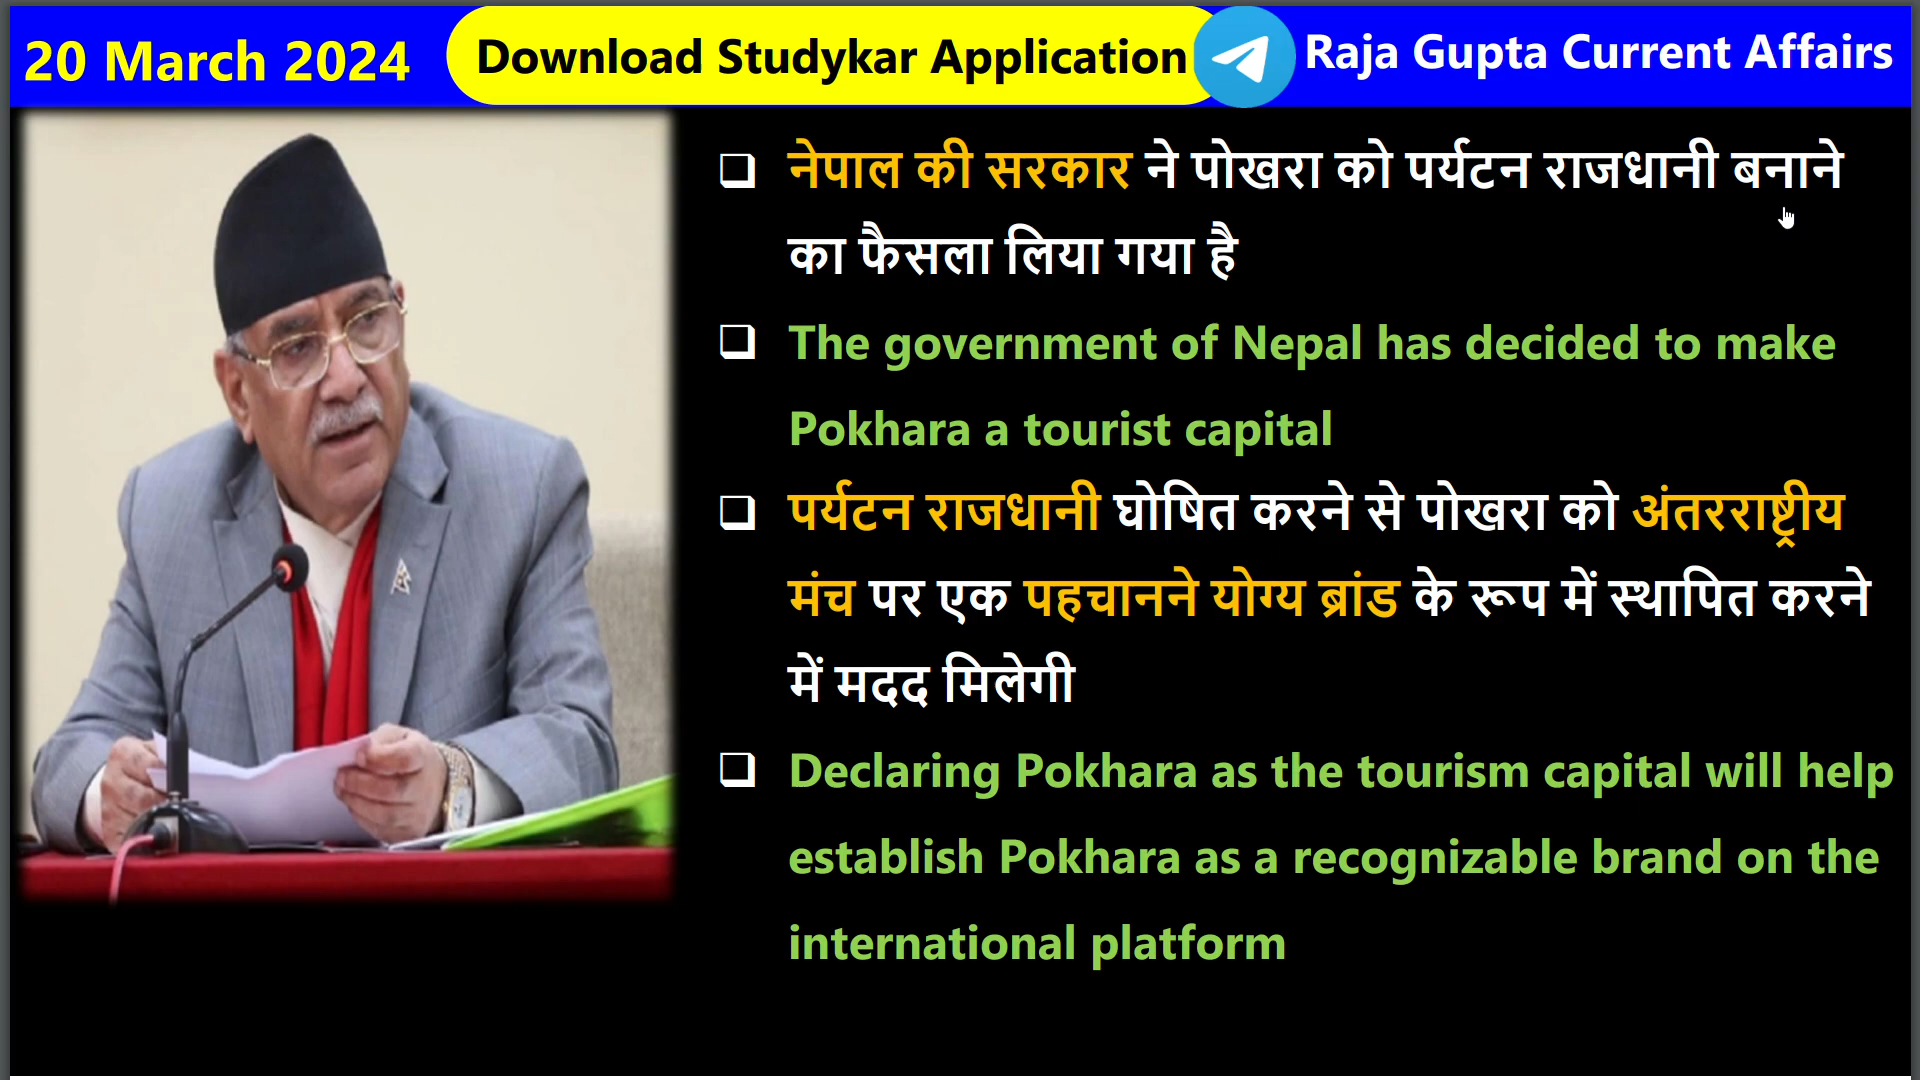 20 March 2024
Download Studykar Application
Raja Gupta Current Affairs
नेपाल की सरकार ने पोखरा को पर्यटन राजधानी बनाने
का फैसला लिया गया है
The government of Nepal has decided to make
Pokhara a tourist capital
पर्यटन राजधानी घोषित करने से पोखरा को अंतरराष्ट्रीय
मंच पर एक पहचानने योग्य ब्रांड के रूप में स्थापित करने
में मदद मिलेगी
Declaring Pokhara as the tourism capital will help
establish Pokhara as a recognizable brand on the
international platform